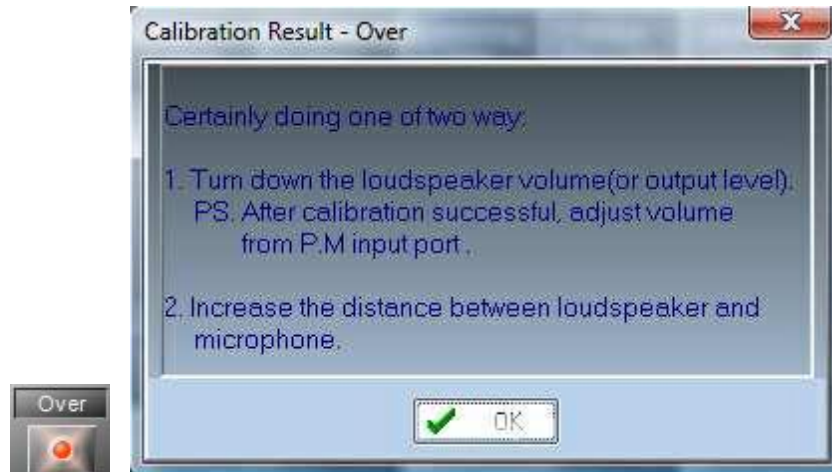 Calibration Result - Over
Certainly doing one of two way:
1. Turn down the loudspeaker volume(or output level).
PS. After calibration successful, adjust volume
from P.M input port .
2. Increase the distance between loudspeaker and
microphone.
OK
Over